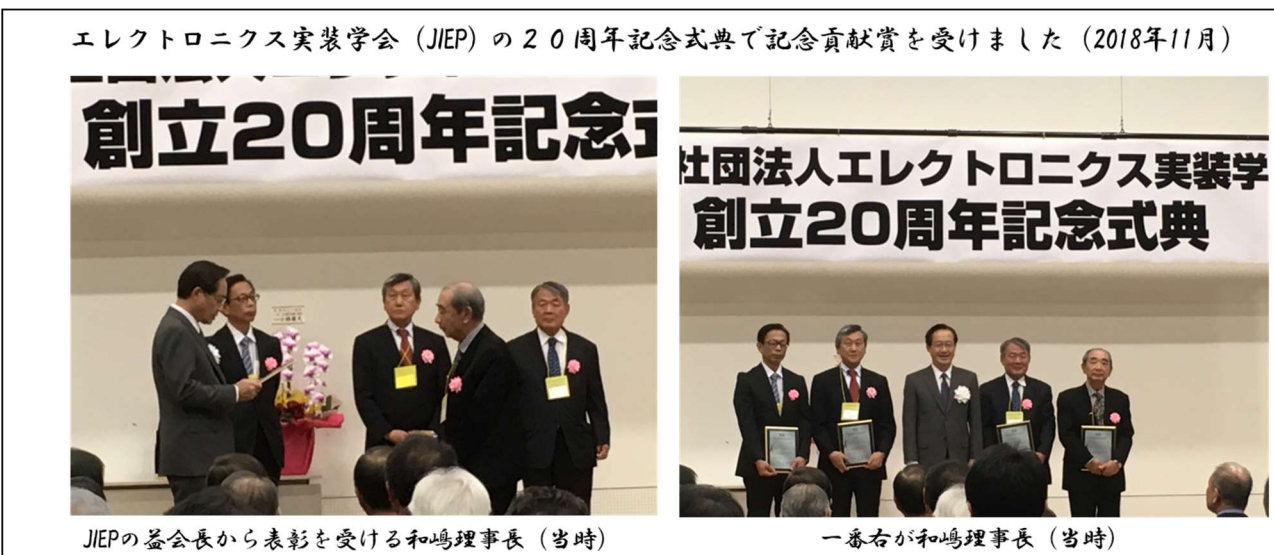 エレクトロニクス実装学会（JIEP）の２０周年記念式典で記念貢献賞を受けました（2018年11月）
創立20周年記念式
社団法人エレクトロニクス実装学
創立20周年記念式典
JIEPの益会長から表彰を受ける和嶋理事長（当時）
一番右が和嶋理事長（当時）